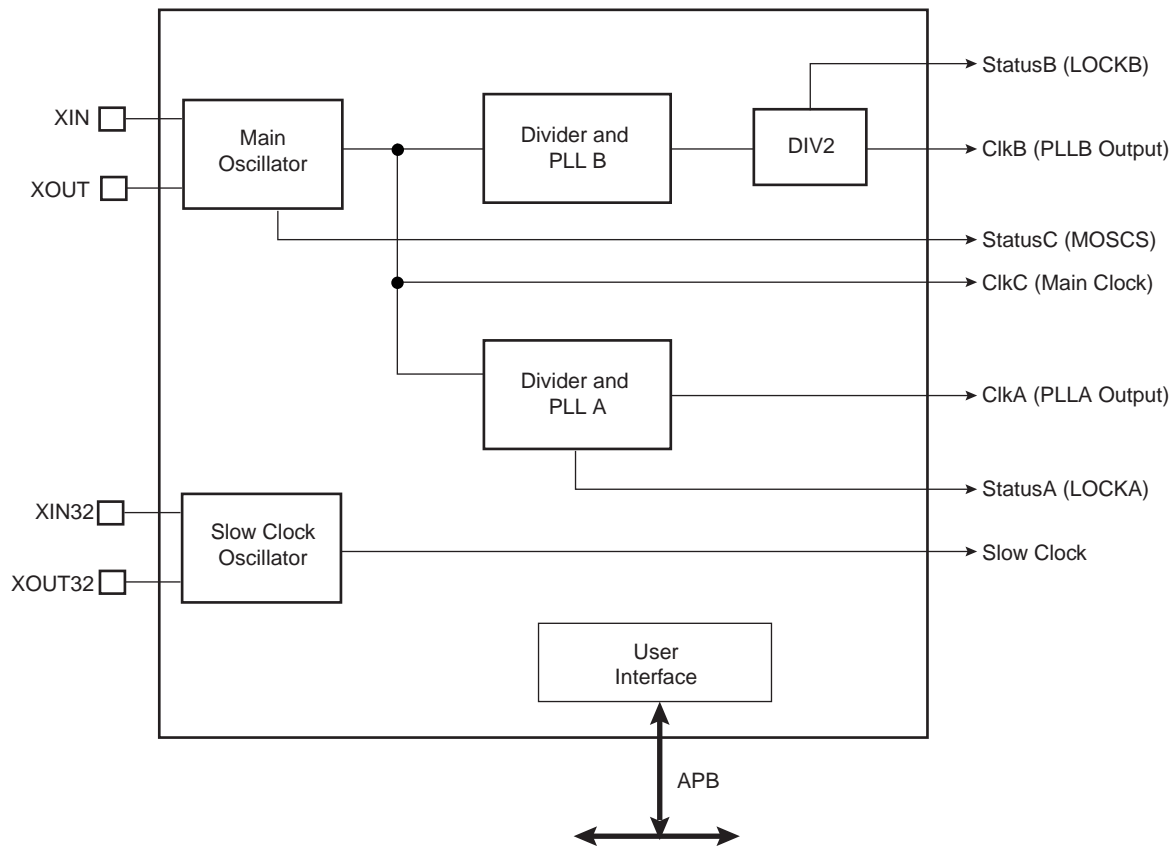 StatusB (LOCKB)
XIN
Main
Oscillator
Divider and
PLL B
DIV2
ClkB (PLLB Output)
XOUT
StatusC (MOSCS)
ClkC (Main Clock)
Divider and
PLL A
ClkA (PLLA Output)
StatusA (LOCKA)
XIN32
Slow Clock
Oscillator
Slow Clock
XOUT32
User
Interface
APB